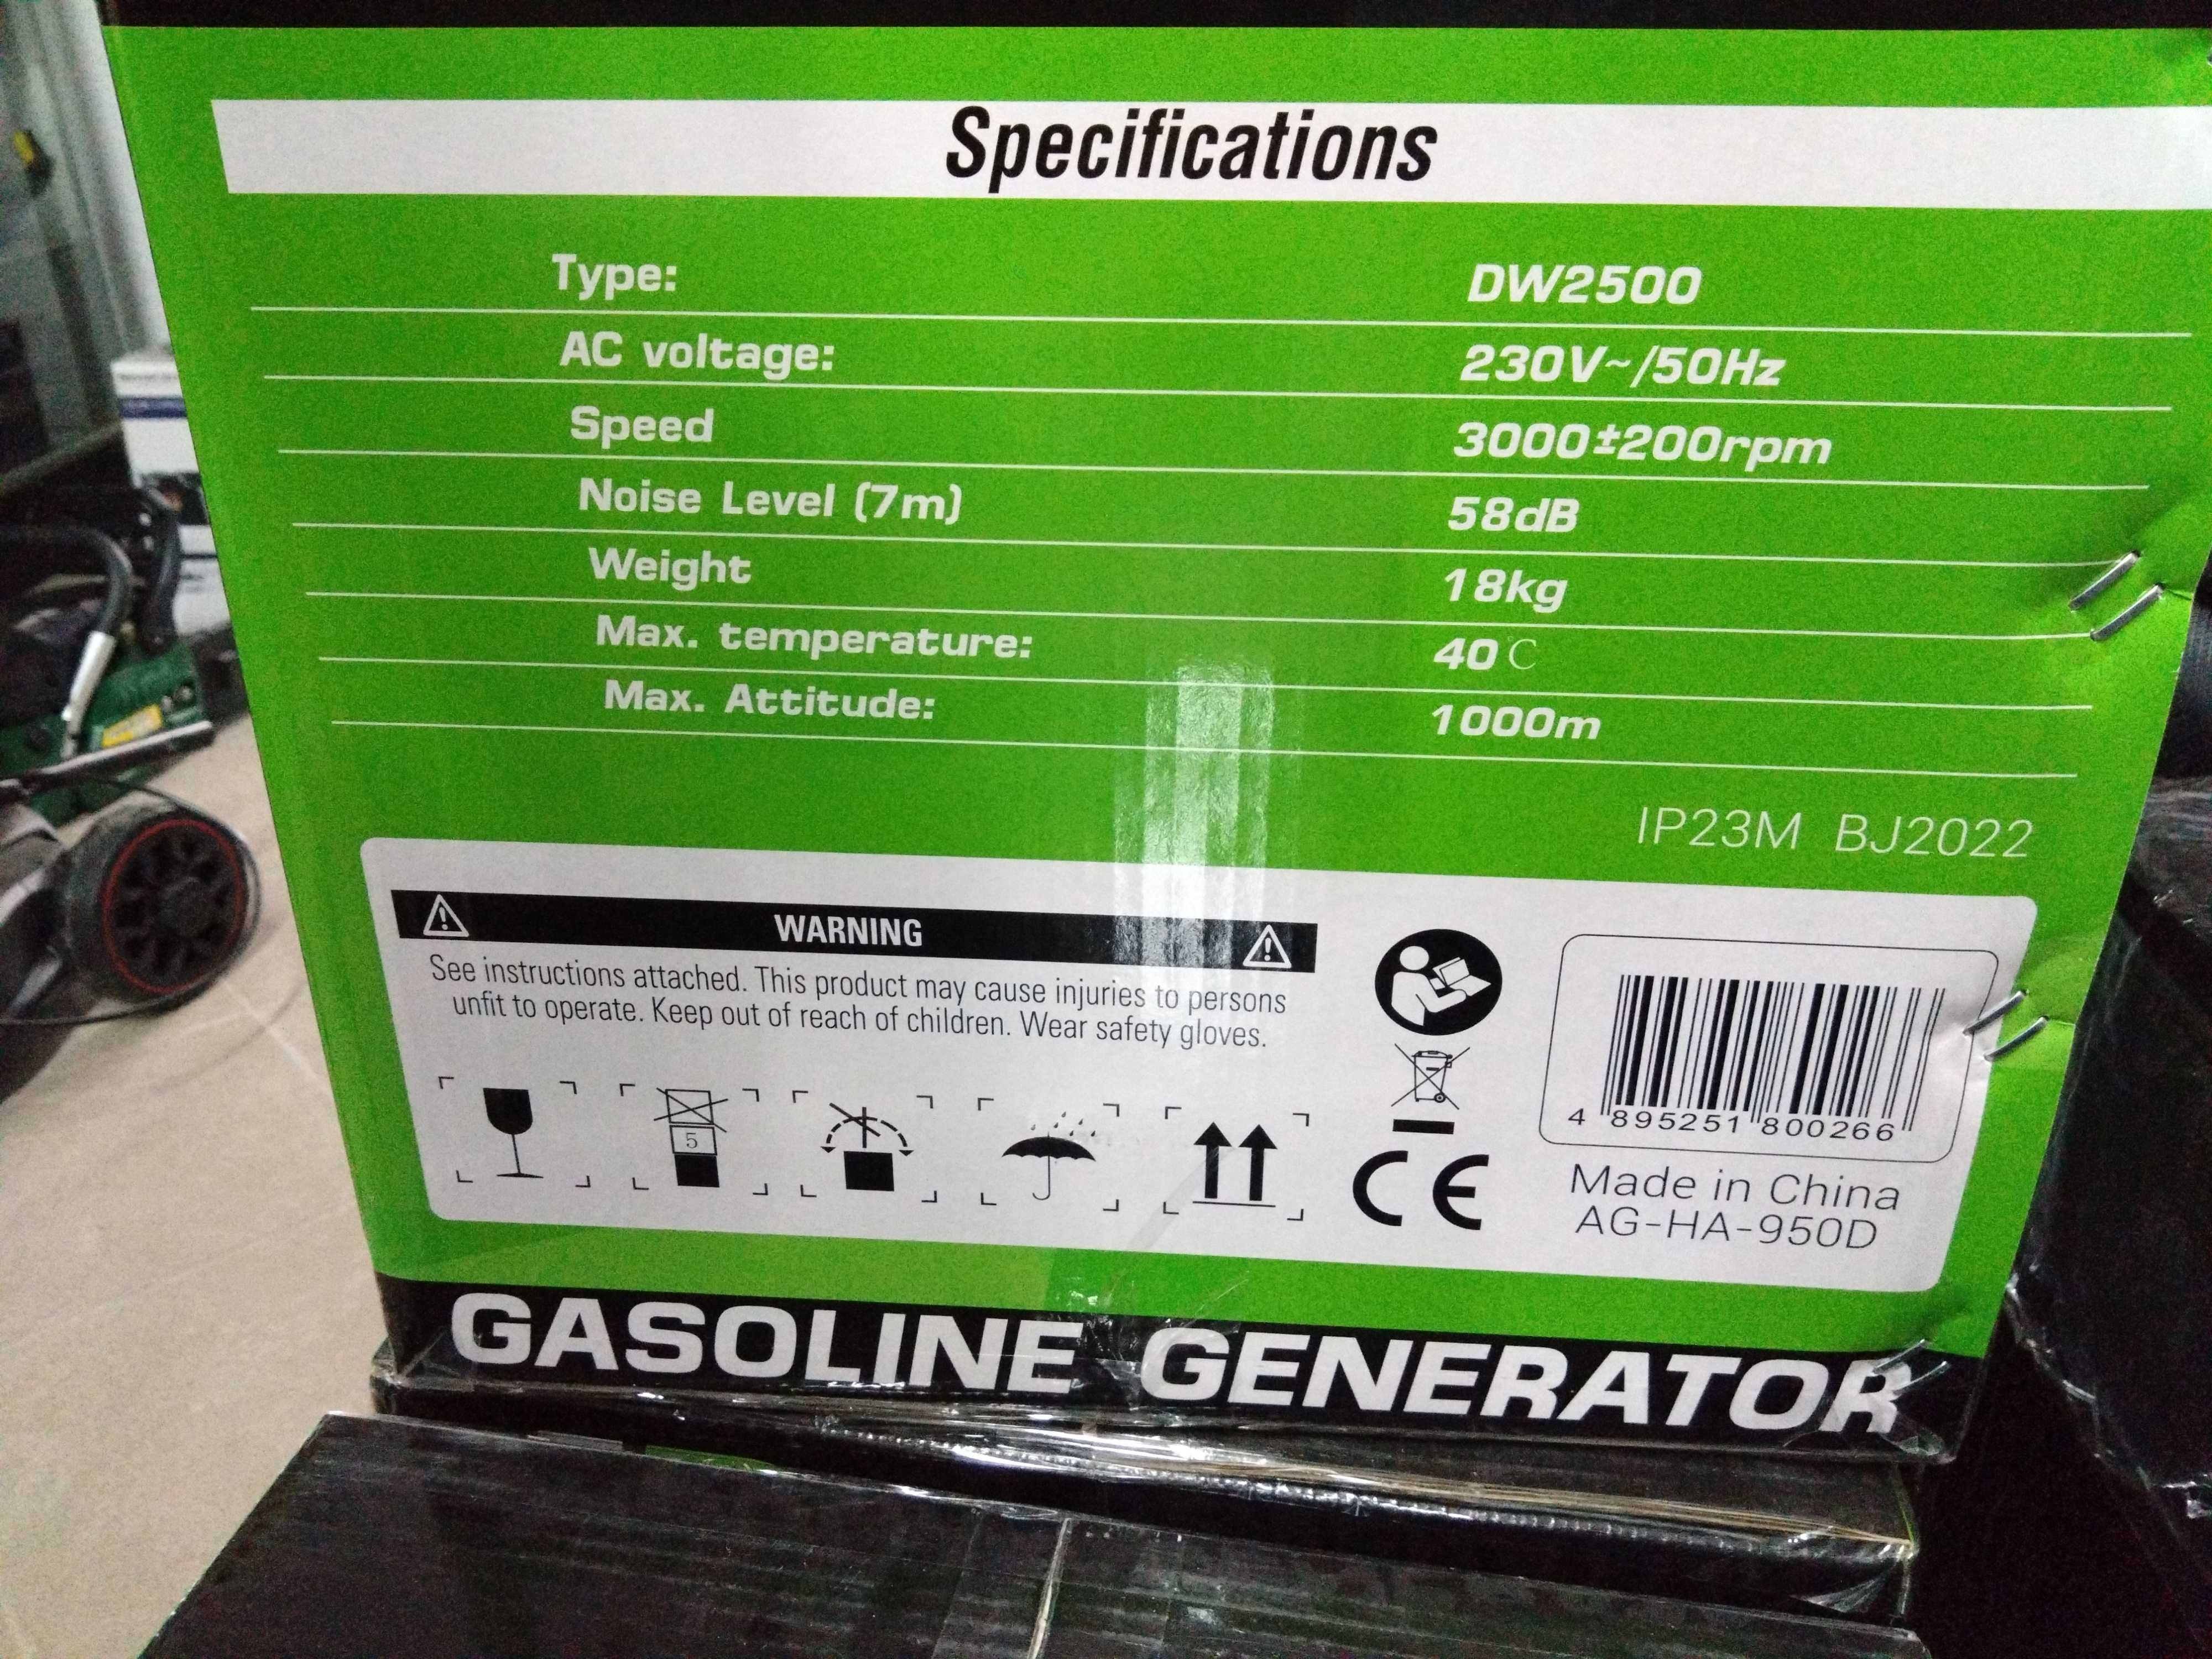 Specifications
Type: DW2500
AC voltage: 230V~/50Hz
Speed 3000±200rpm
Noise Level (7m) 58dB
Weight 18kg
Max. temperature: 40℃
Max. Attitude: 1000m
IP23M BJ2022
WARNING
See instructions attached. This product may cause injuries to persons
unfit to operate. Keep out of reach of children. Wear safety gloves.
5
CE
4 895251 800266
Made in China
AG-HA-950D
GASOLINE GENERATOR